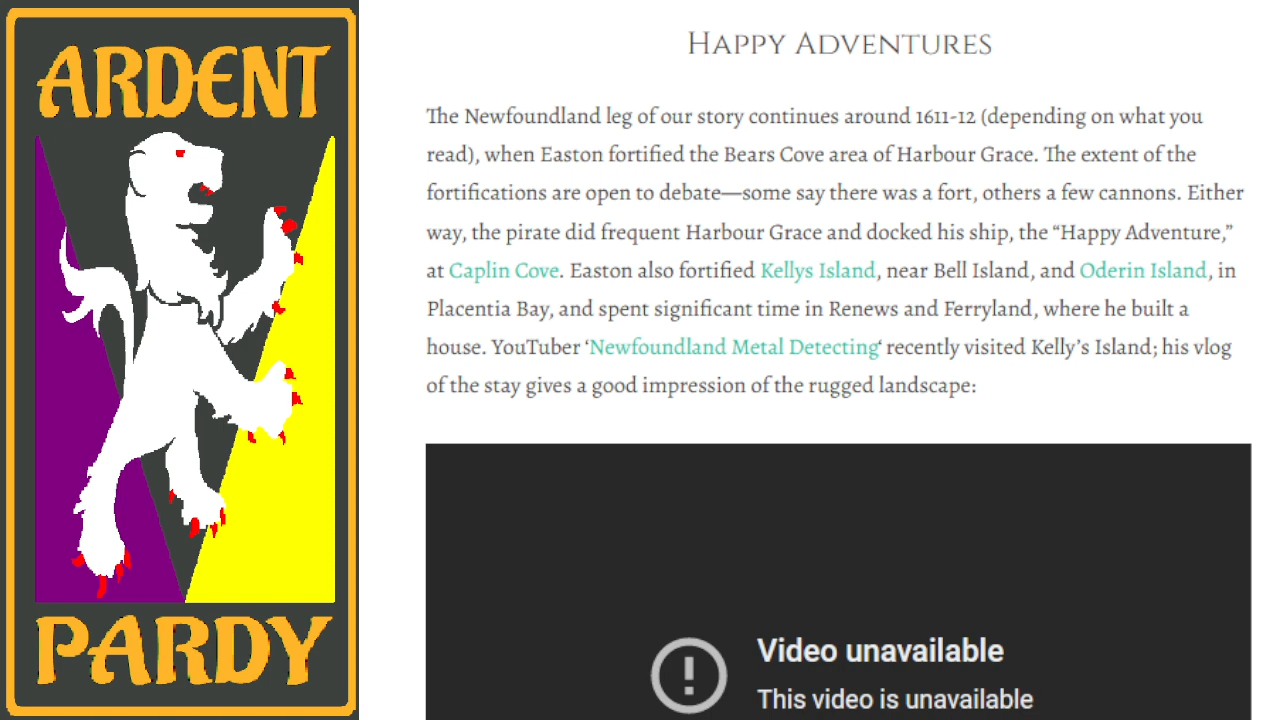 ARDENT
PARDY
Happy Adventures
The Newfoundland leg of our story continues around 1611-12 (depending on what you
read), when Easton fortified the Bears Cove area of Harbour Grace. The extent of the
fortifications are open to debate—some say there was a fort, others a few cannons. Either
way, the pirate did frequent Harbour Grace and docked his ship, the “Happy Adventure,”
at Caplin Cove. Easton also fortified Kellys Island, near Bell Island, and Oderin Island, in
Placentia Bay, and spent significant time in Renews and Ferryland, where he built a
house. YouTuber ‘Newfoundland Metal Detecting‘ recently visited Kelly’s Island; his vlog
of the stay gives a good impression of the rugged landscape:
Video unavailable
This video is unavailable